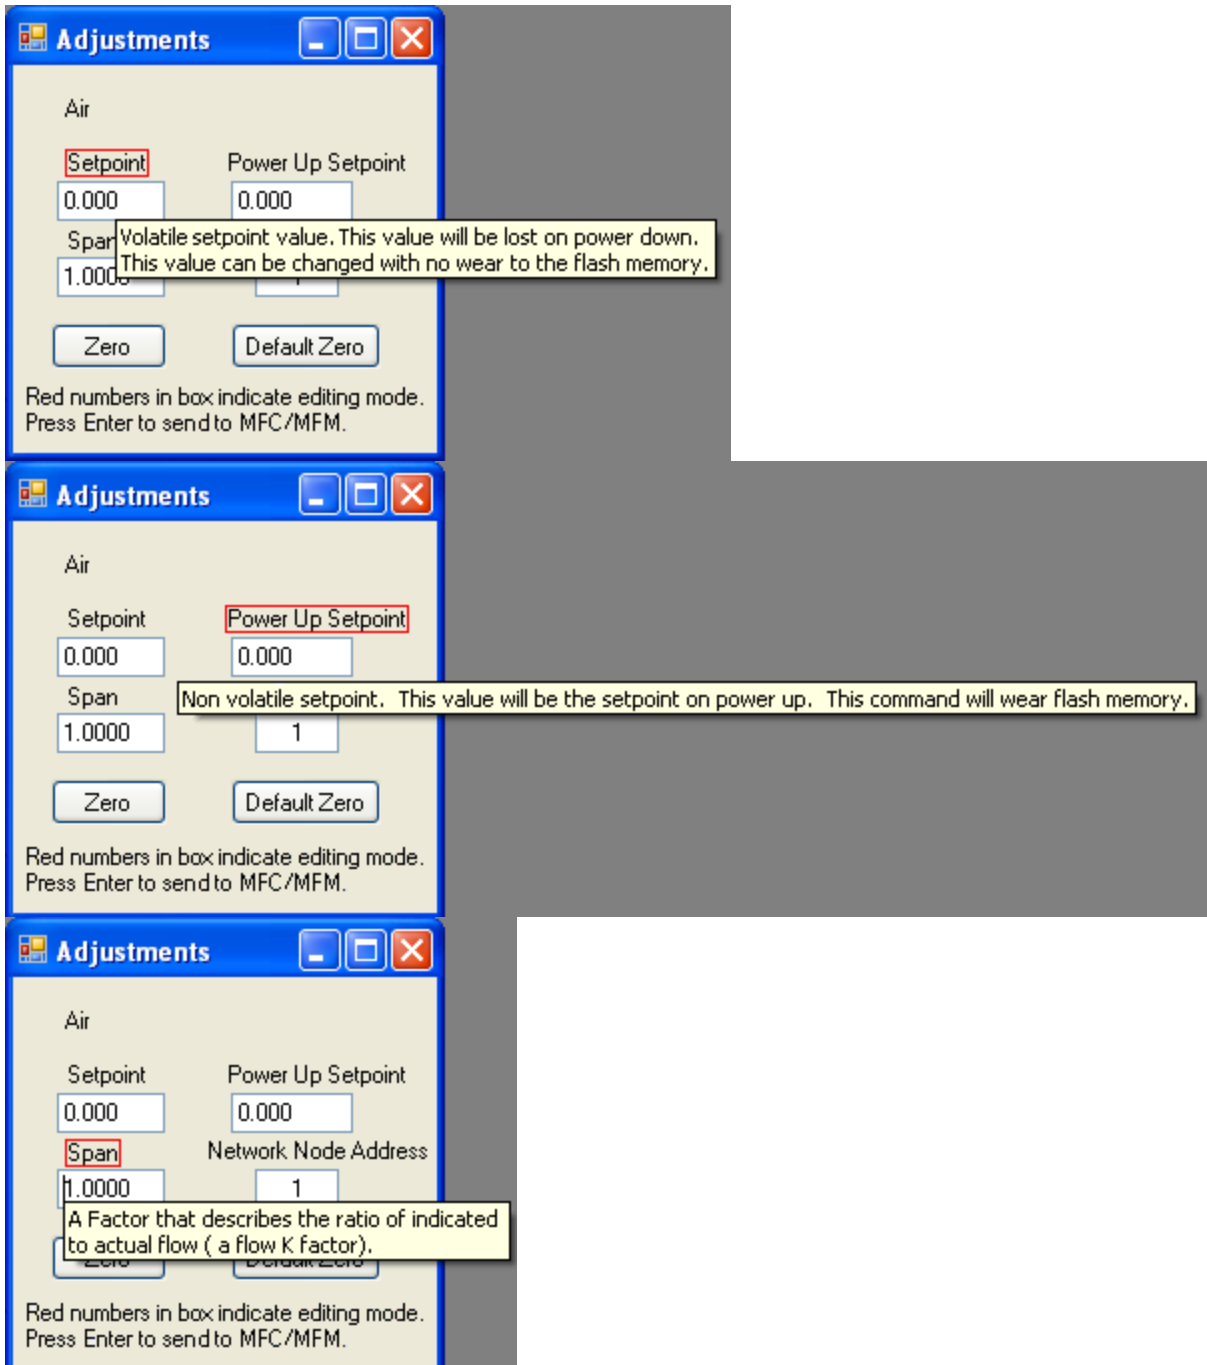 Adjustments
Air
Setpoint Power Up Setpoint
0.000 0.000
Volatile setpoint value. This value will be lost on power down.
This value can be changed with no wear to the flash memory.
1.0000
Zero Default Zero
Red numbers in box indicate editing mode.
Press Enter to send to MFC/MFM.
Adjustments
Air
Setpoint Power Up Setpoint
0.000 0.000
Span
Non volatile setpoint. This value will be the setpoint on power up. This command will wear flash memory.
1.0000 1
Zero Default Zero
Red numbers in box indicate editing mode.
Press Enter to send to MFC/MFM.
Adjustments
Air
Setpoint Power Up Setpoint
0.000 0.000
Span Network Node Address
1.0000 1
A Factor that describes the ratio of indicated
to actual flow ( a flow K factor).
Red numbers in box indicate editing mode.
Press Enter to send to MFC/MFM.